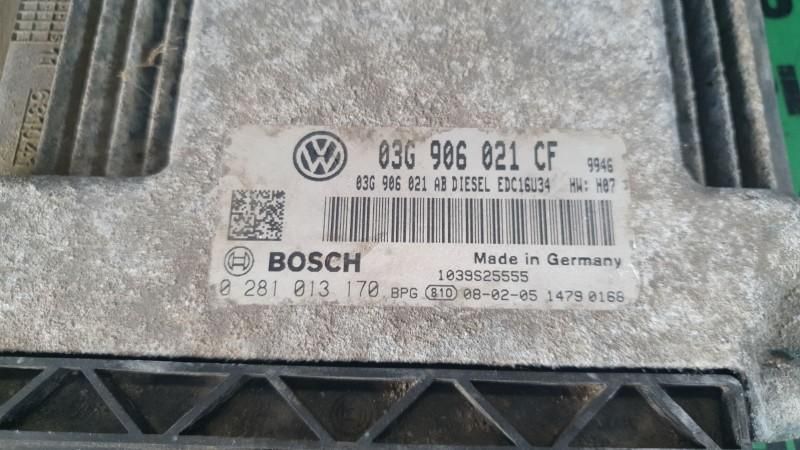 VW
03G 906 021 CF 9946
03G 906 021 AB DIESEL EDC16U34 HW: H07
BOSCH
Made in Germany
1039S25555
0 281 013 170 BPG 810 08-02-05 1479 0168